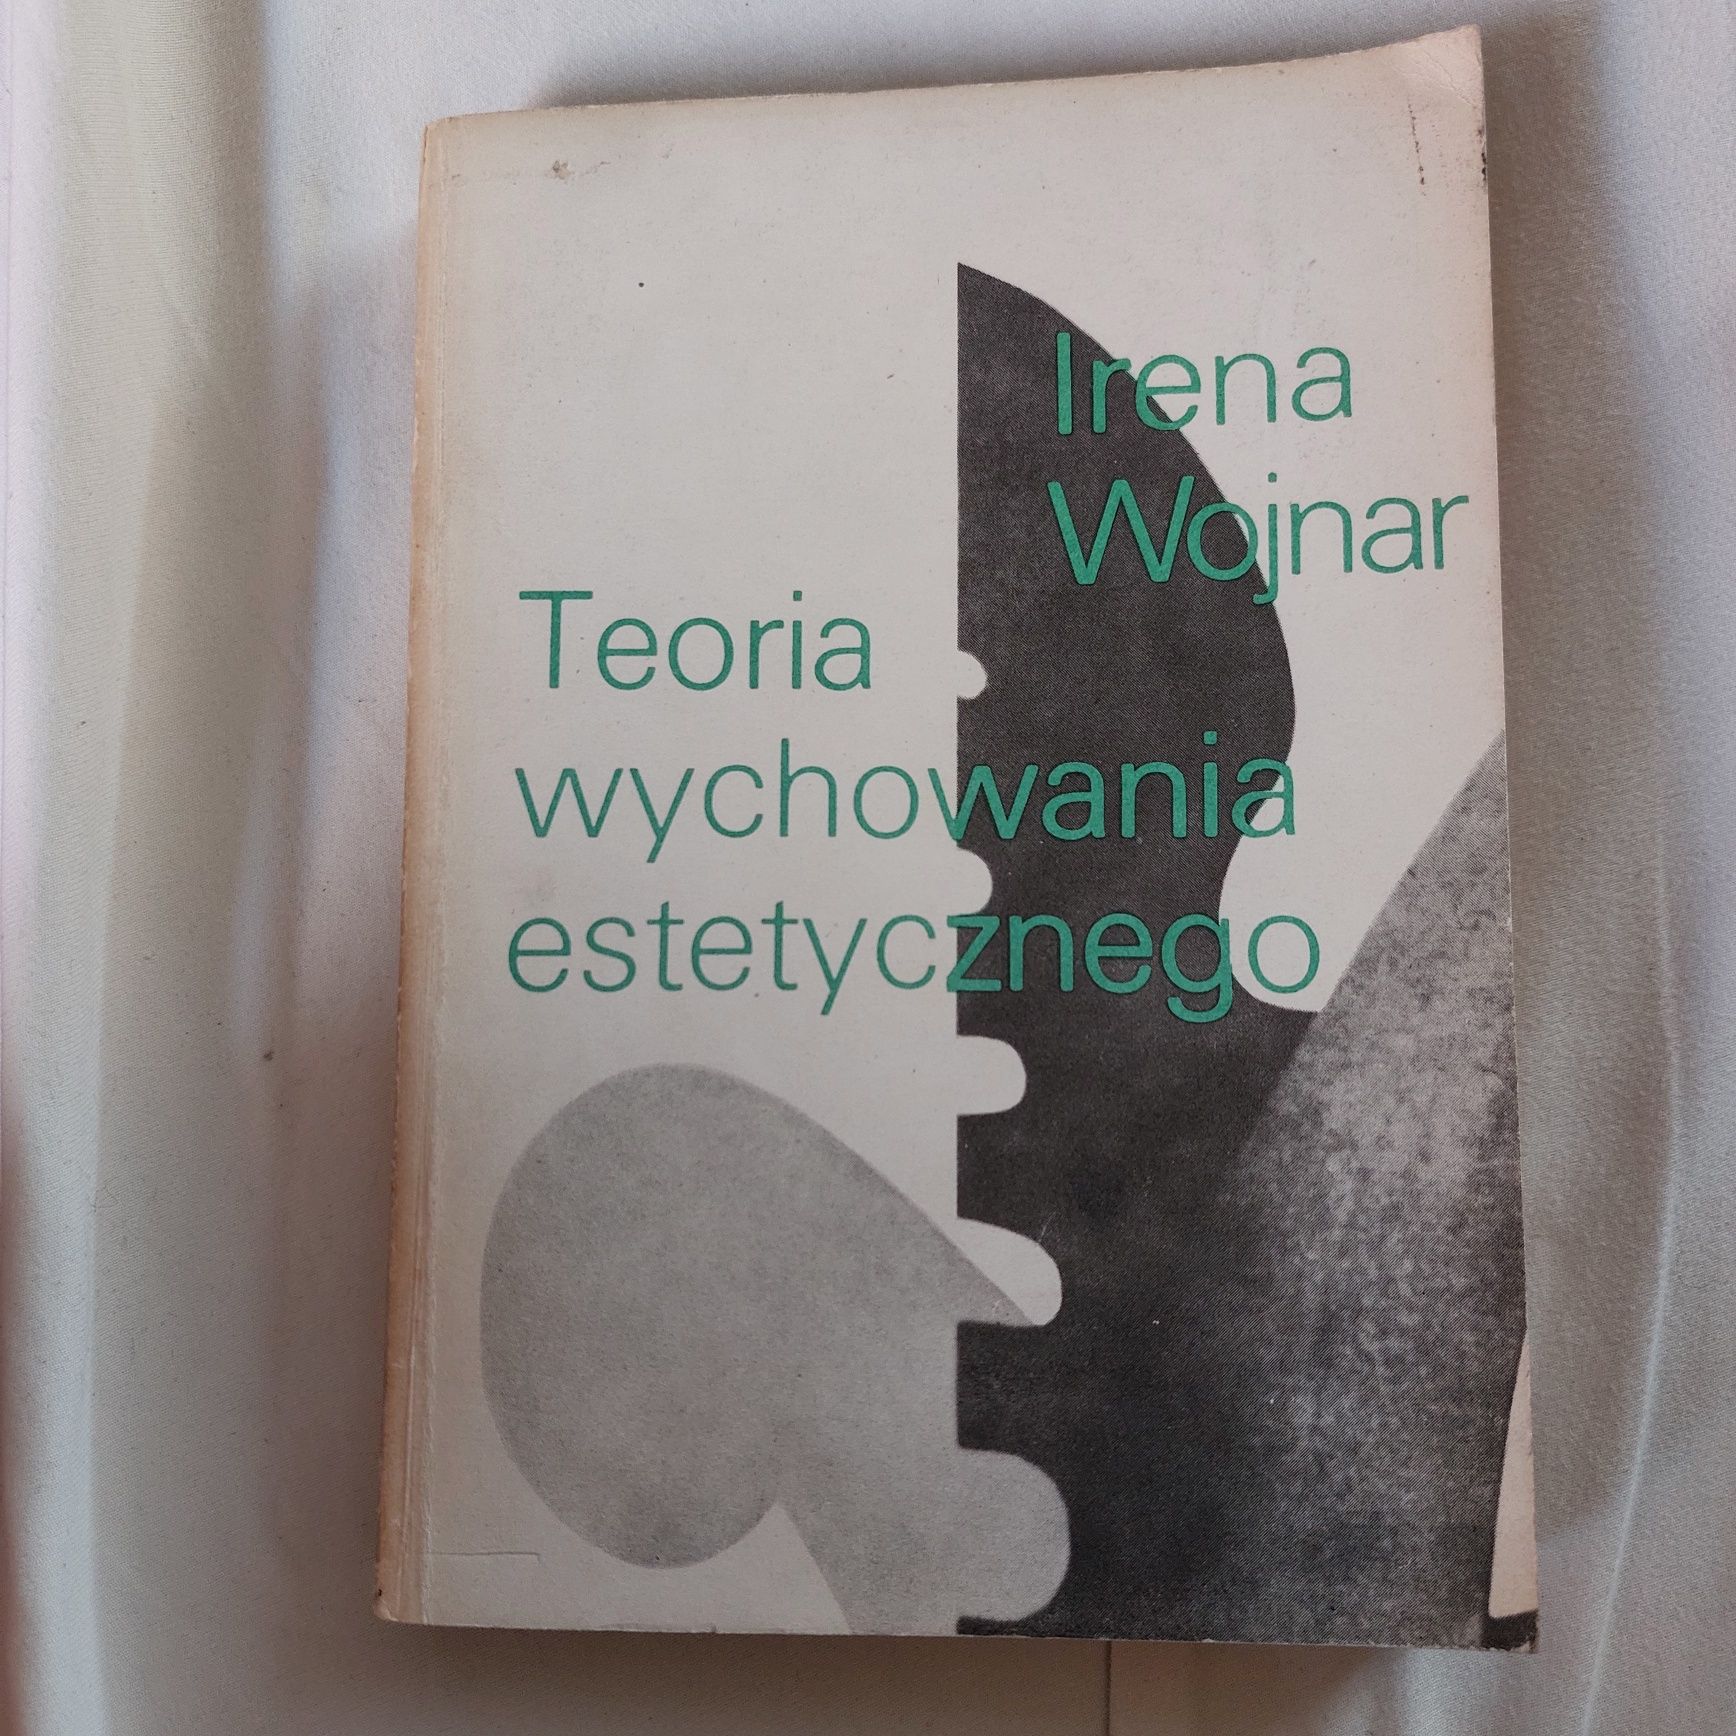 Irena
Wojnar
Teoria
wychowania
estetycznego